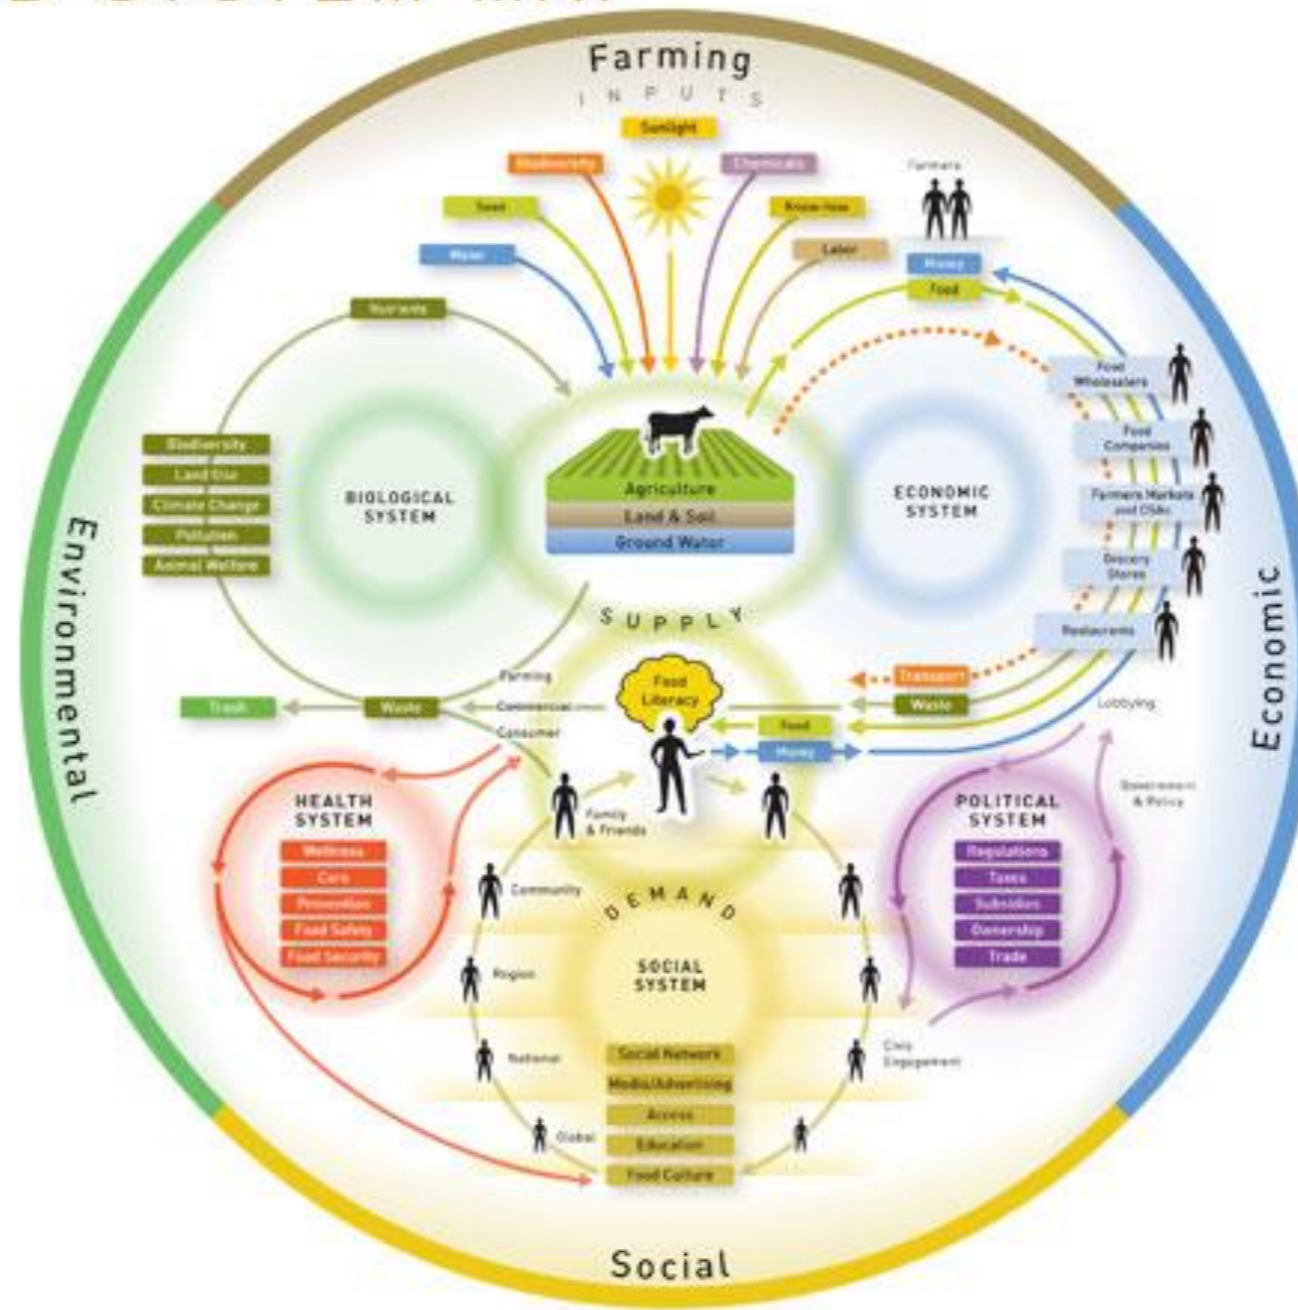 Farming
INPUTS
Sunlight
Biodiversity
Chemicals
Farmers
Seed
Know-how
Water
Labor
Money
Food
Nutrients
Food
Wholesalers
Food
Companies
Farmers Markets
and CSAs
Grocery
Stores
Restaurants
Biodiversity
Land Use
Climate Change
Pollution
Animal Welfare
BIOLOGICAL
SYSTEM
Agriculture
Land & Soil
Ground Water
ECONOMIC
SYSTEM
Environmental
Economic
SUPPLY
Farming
Commercial
Consumer
Food
Literacy
Transport
Waste
Trash
Waste
Food
Money
Lobbying
Government
& Policy
HEALTH
SYSTEM
Wellness
Care
Prevention
Food Safety
Food Security
Family
& Friends
Community
Region
National
Global
DEMAND
SOCIAL
SYSTEM
Social Network
Media/Advertising
Access
Education
Food Culture
POLITICAL
SYSTEM
Regulations
Taxes
Subsidies
Ownership
Trade
Civic
Engagement
Social